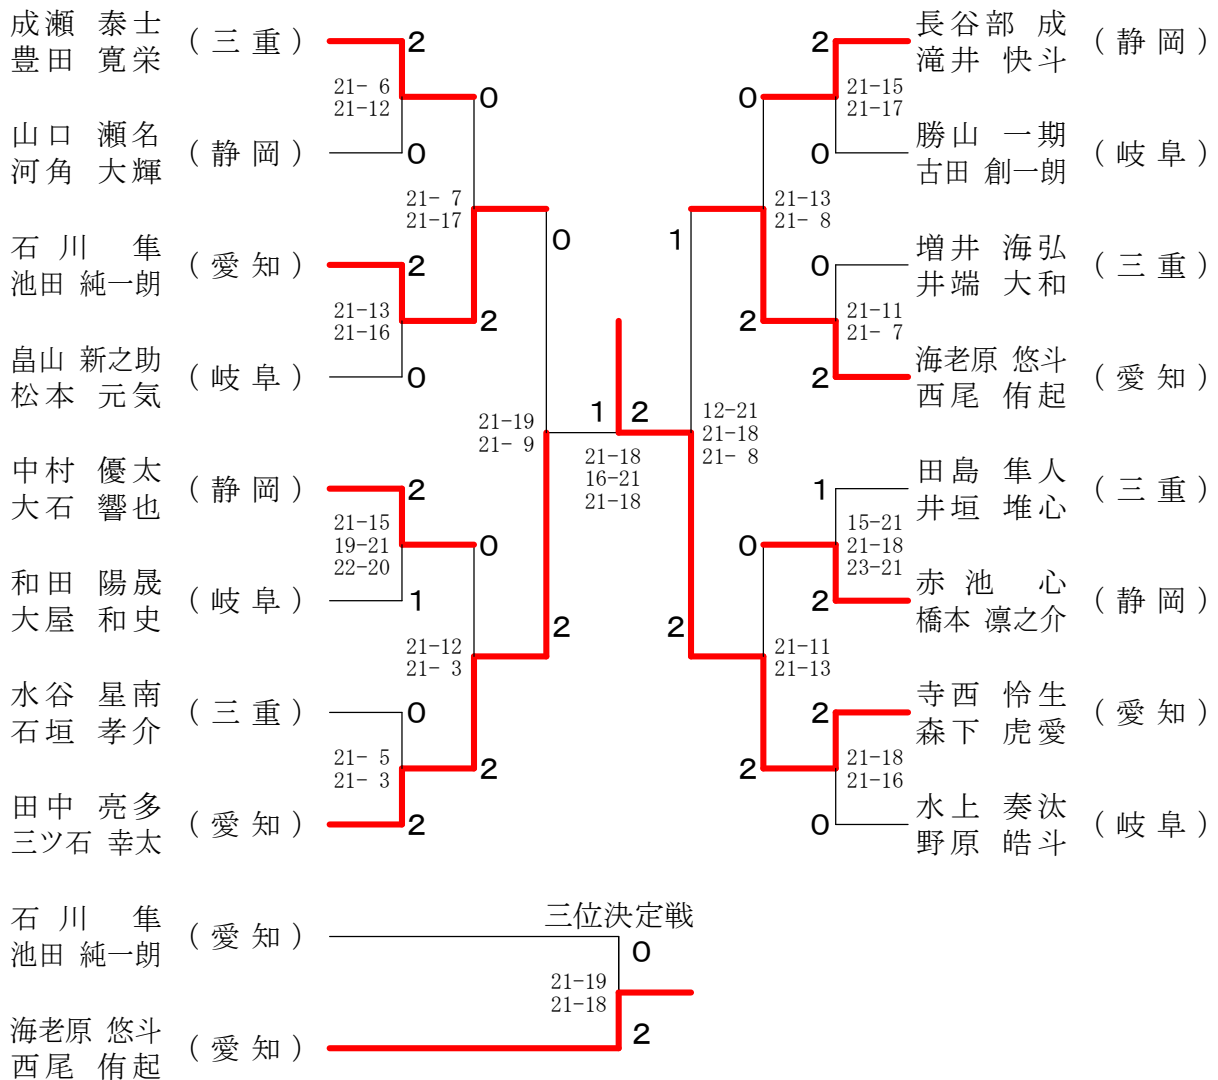 成瀬 泰士
豊田 寛栄
(三重)
2
21- 6
21-12
0
山口 瀬名
河角 大輝
(静岡)
0
21- 7
21-17
0
石川 隼
池田 純一朗
(愛知)
2
21-13
21-16
2
畠山 新之助
松本 元気
(岐阜)
0
21-19
21- 9
中村 優太
大石 響也
(静岡)
2
21-15
19-21
22-20
0
和田 陽晟
大屋 和史
(岐阜)
1
21-12
21- 3
2
水谷 星南
石垣 孝介
(三重)
0
21- 5
21- 3
2
田中 亮多
三ツ石 幸太
(愛知)
2
1 2
21-18
16-21
21-18
長谷部 成
滝井 快斗
(静岡)
2
21-15
21-17
0
勝山 一期
古田 創一朗
(岐阜)
0
21-13
21- 8
1
増井 海弘
井端 大和
(三重)
0
21-11
21- 7
2
海老原 悠斗
西尾 侑起
(愛知)
2
12-21
21-18
21- 8
田島 隼人
井垣 堆心
(三重)
1
15-21
21-18
23-21
0
赤池 心
橋本 凛之介
(静岡)
2
21-11
21-13
2
寺西 怜生
森下 虎愛
(愛知)
2
21-18
21-16
2
水上 奏汰
野原 皓斗
(岐阜)
0
三位決定戦
石川 隼
池田 純一朗
(愛知)
0
21-19
21-18
海老原 悠斗
西尾 侑起
(愛知)
2